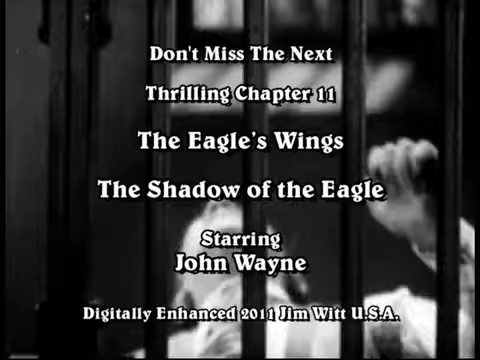 Don't Miss The Next
Thrilling Chapter 11
The Eagle's Wings
The Shadow of the Eagle
Starring
John Wayne
Digitally Enhanced 2011 Jim Witt U.S.A.